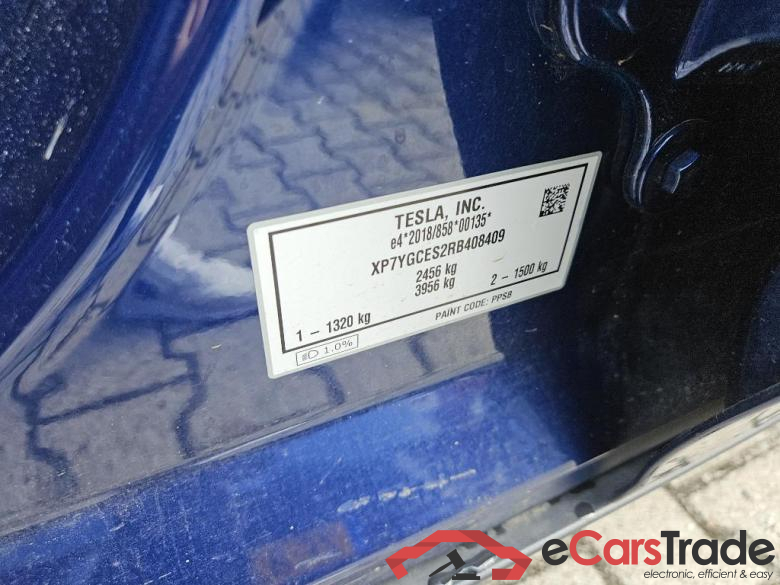 TESLA, INC.
e4*2018/858*00135*
XP7YGCES2RB408409
2456 kg
3956 kg
1 – 1320 kg
2 – 1500 kg
PAINT CODE: PPSB
1.0%
eCarsTrade
electronic, efficient & easy